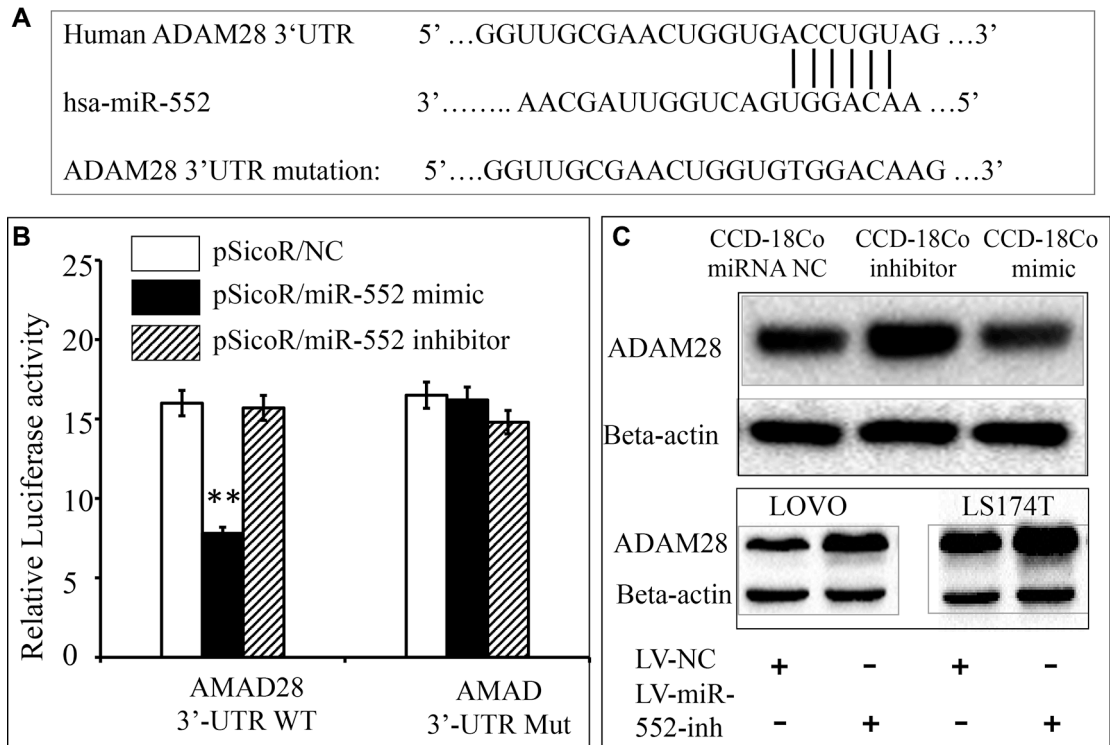 A
Human ADAM28 3‘UTR 5’ …GGUUGCGAACUGGUGACCUGUAG …3’
hsa-miR-552 3’…….. AACGAUUGGUCAGUGGACAA …5’
ADAM28 3’UTR mutation: 5’….GGUUGCGAACUGGUGTGGACAAG …3’
B
pSicoR/NC
pSicoR/miR-552 mimic
pSicoR/miR-552 inhibitor
Relative Luciferase activity
25
20
15
10
5
0
**
AMAD28
3’-UTR WT
AMAD
3’-UTR Mut
C
CCD-18Co
miRNA NC
CCD-18Co
inhibitor
CCD-18Co
mimic
ADAM28
Beta-actin
LOVO
LS174T
ADAM28
Beta-actin
LV-NC + – + –
LV-miR-
552-inh – + – +